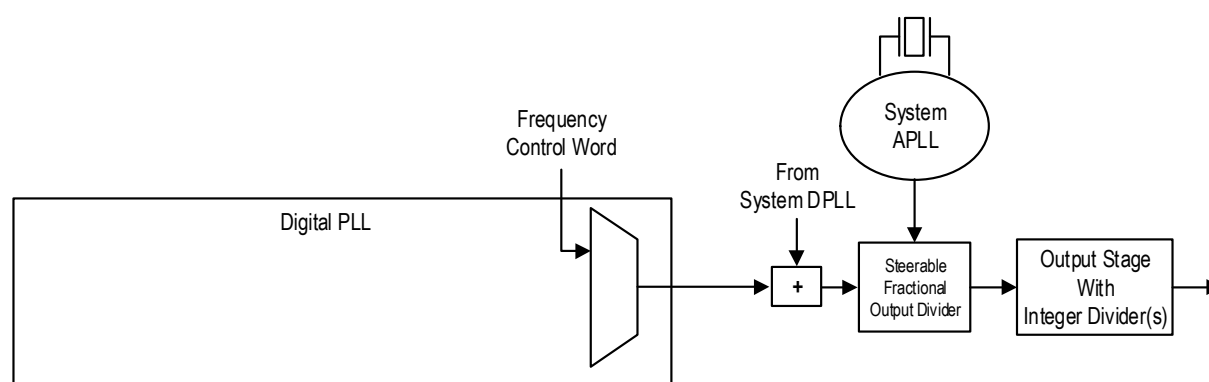 System
APLL
Frequency
Control Word
From
System DPLL
Digital PLL
+
Steerable
Fractional
Output Divider
Output Stage
With
Integer Divider(s)